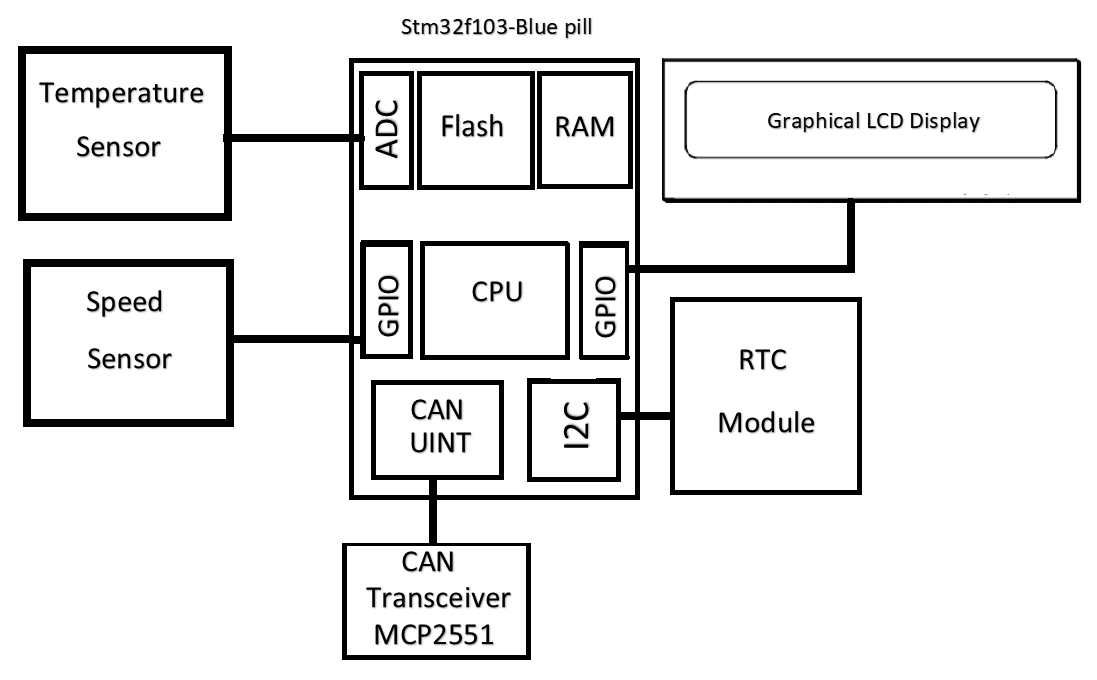 Stm32f103-Blue pill
Temperature
Sensor
ADC
Flash
RAM
Graphical LCD Display
Speed
Sensor
GPIO
CPU
GPIO
RTC
Module
CAN
UINT
I2C
CAN
Transceiver
MCP2551